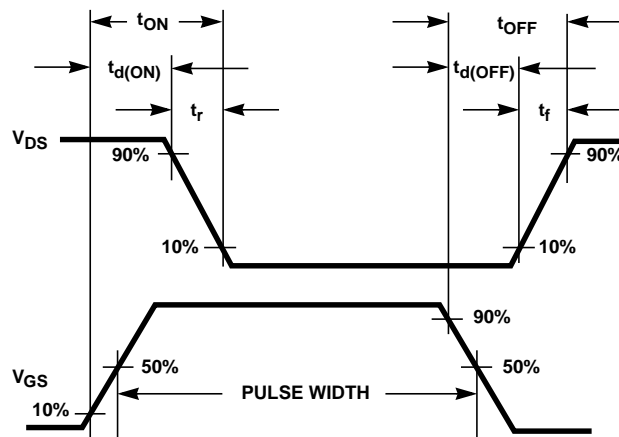 tON
tOFF
td(ON)
td(OFF)
tr
tf
VDS
90%
90%
10%
10%
90%
VGS
50%
50%
PULSE WIDTH
10%